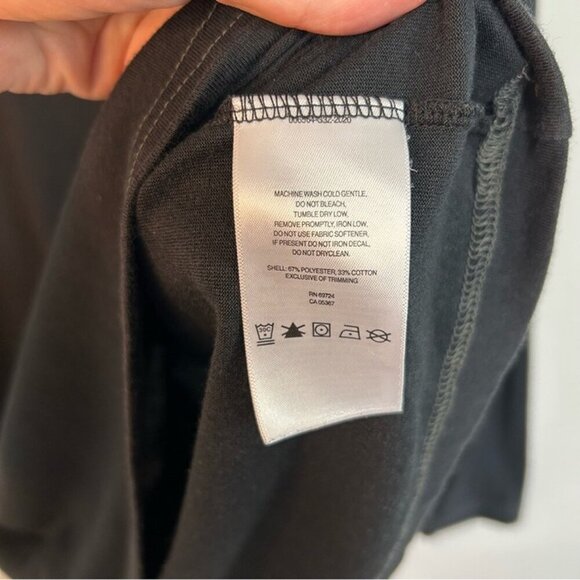 MACHINE WASH COLD GENTLE,
DO NOT BLEACH,
TUMBLE DRY LOW,
REMOVE PROMPTLY, IRON LOW,
DO NOT USE FABRIC SOFTENER,
IF PRESENT DO NOT IRON DECAL,
DO NOT DRYCLEAN.
SHELL: 67% POLYESTER, 33% COTTON
EXCLUSIVE OF TRIMMING
RN 69724
CA 05367